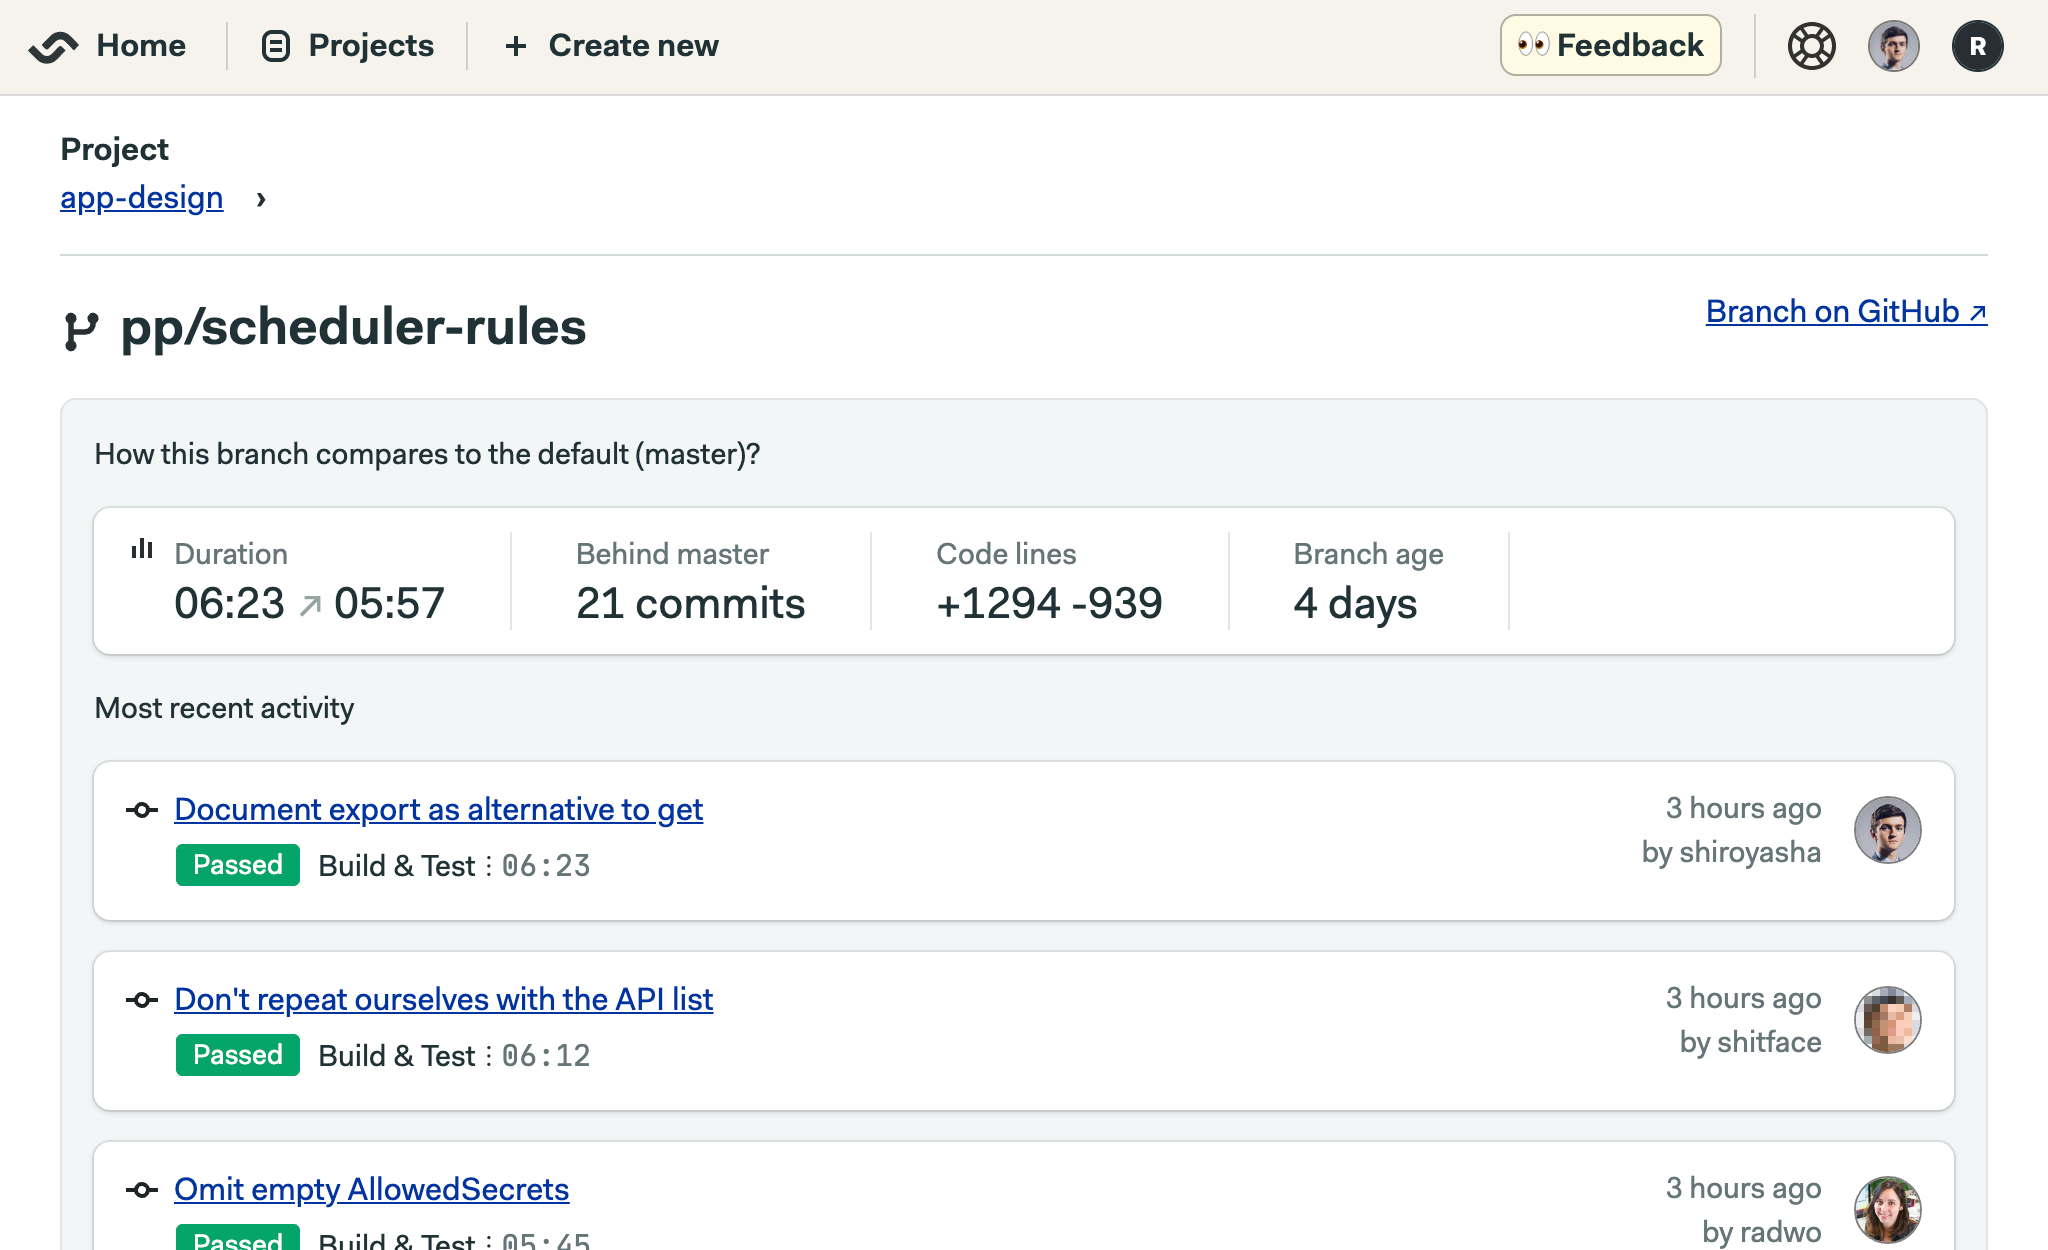 Home
Projects
+ Create new
👀 Feedback
R
Project
app-design ›
pp/scheduler-rules
Branch on GitHub ↗
How this branch compares to the default (master)?
Duration
06:23 ↗ 05:57
Behind master
21 commits
Code lines
+1294 -939
Branch age
4 days
Most recent activity
Document export as alternative to get
Passed Build & Test ⋮ 06:23
3 hours ago
by shiroyasha
Don't repeat ourselves with the API list
Passed Build & Test ⋮ 06:12
3 hours ago
by shitface
Omit empty AllowedSecrets
Passed Build & Test ⋮ 05:45
3 hours ago
by radwo